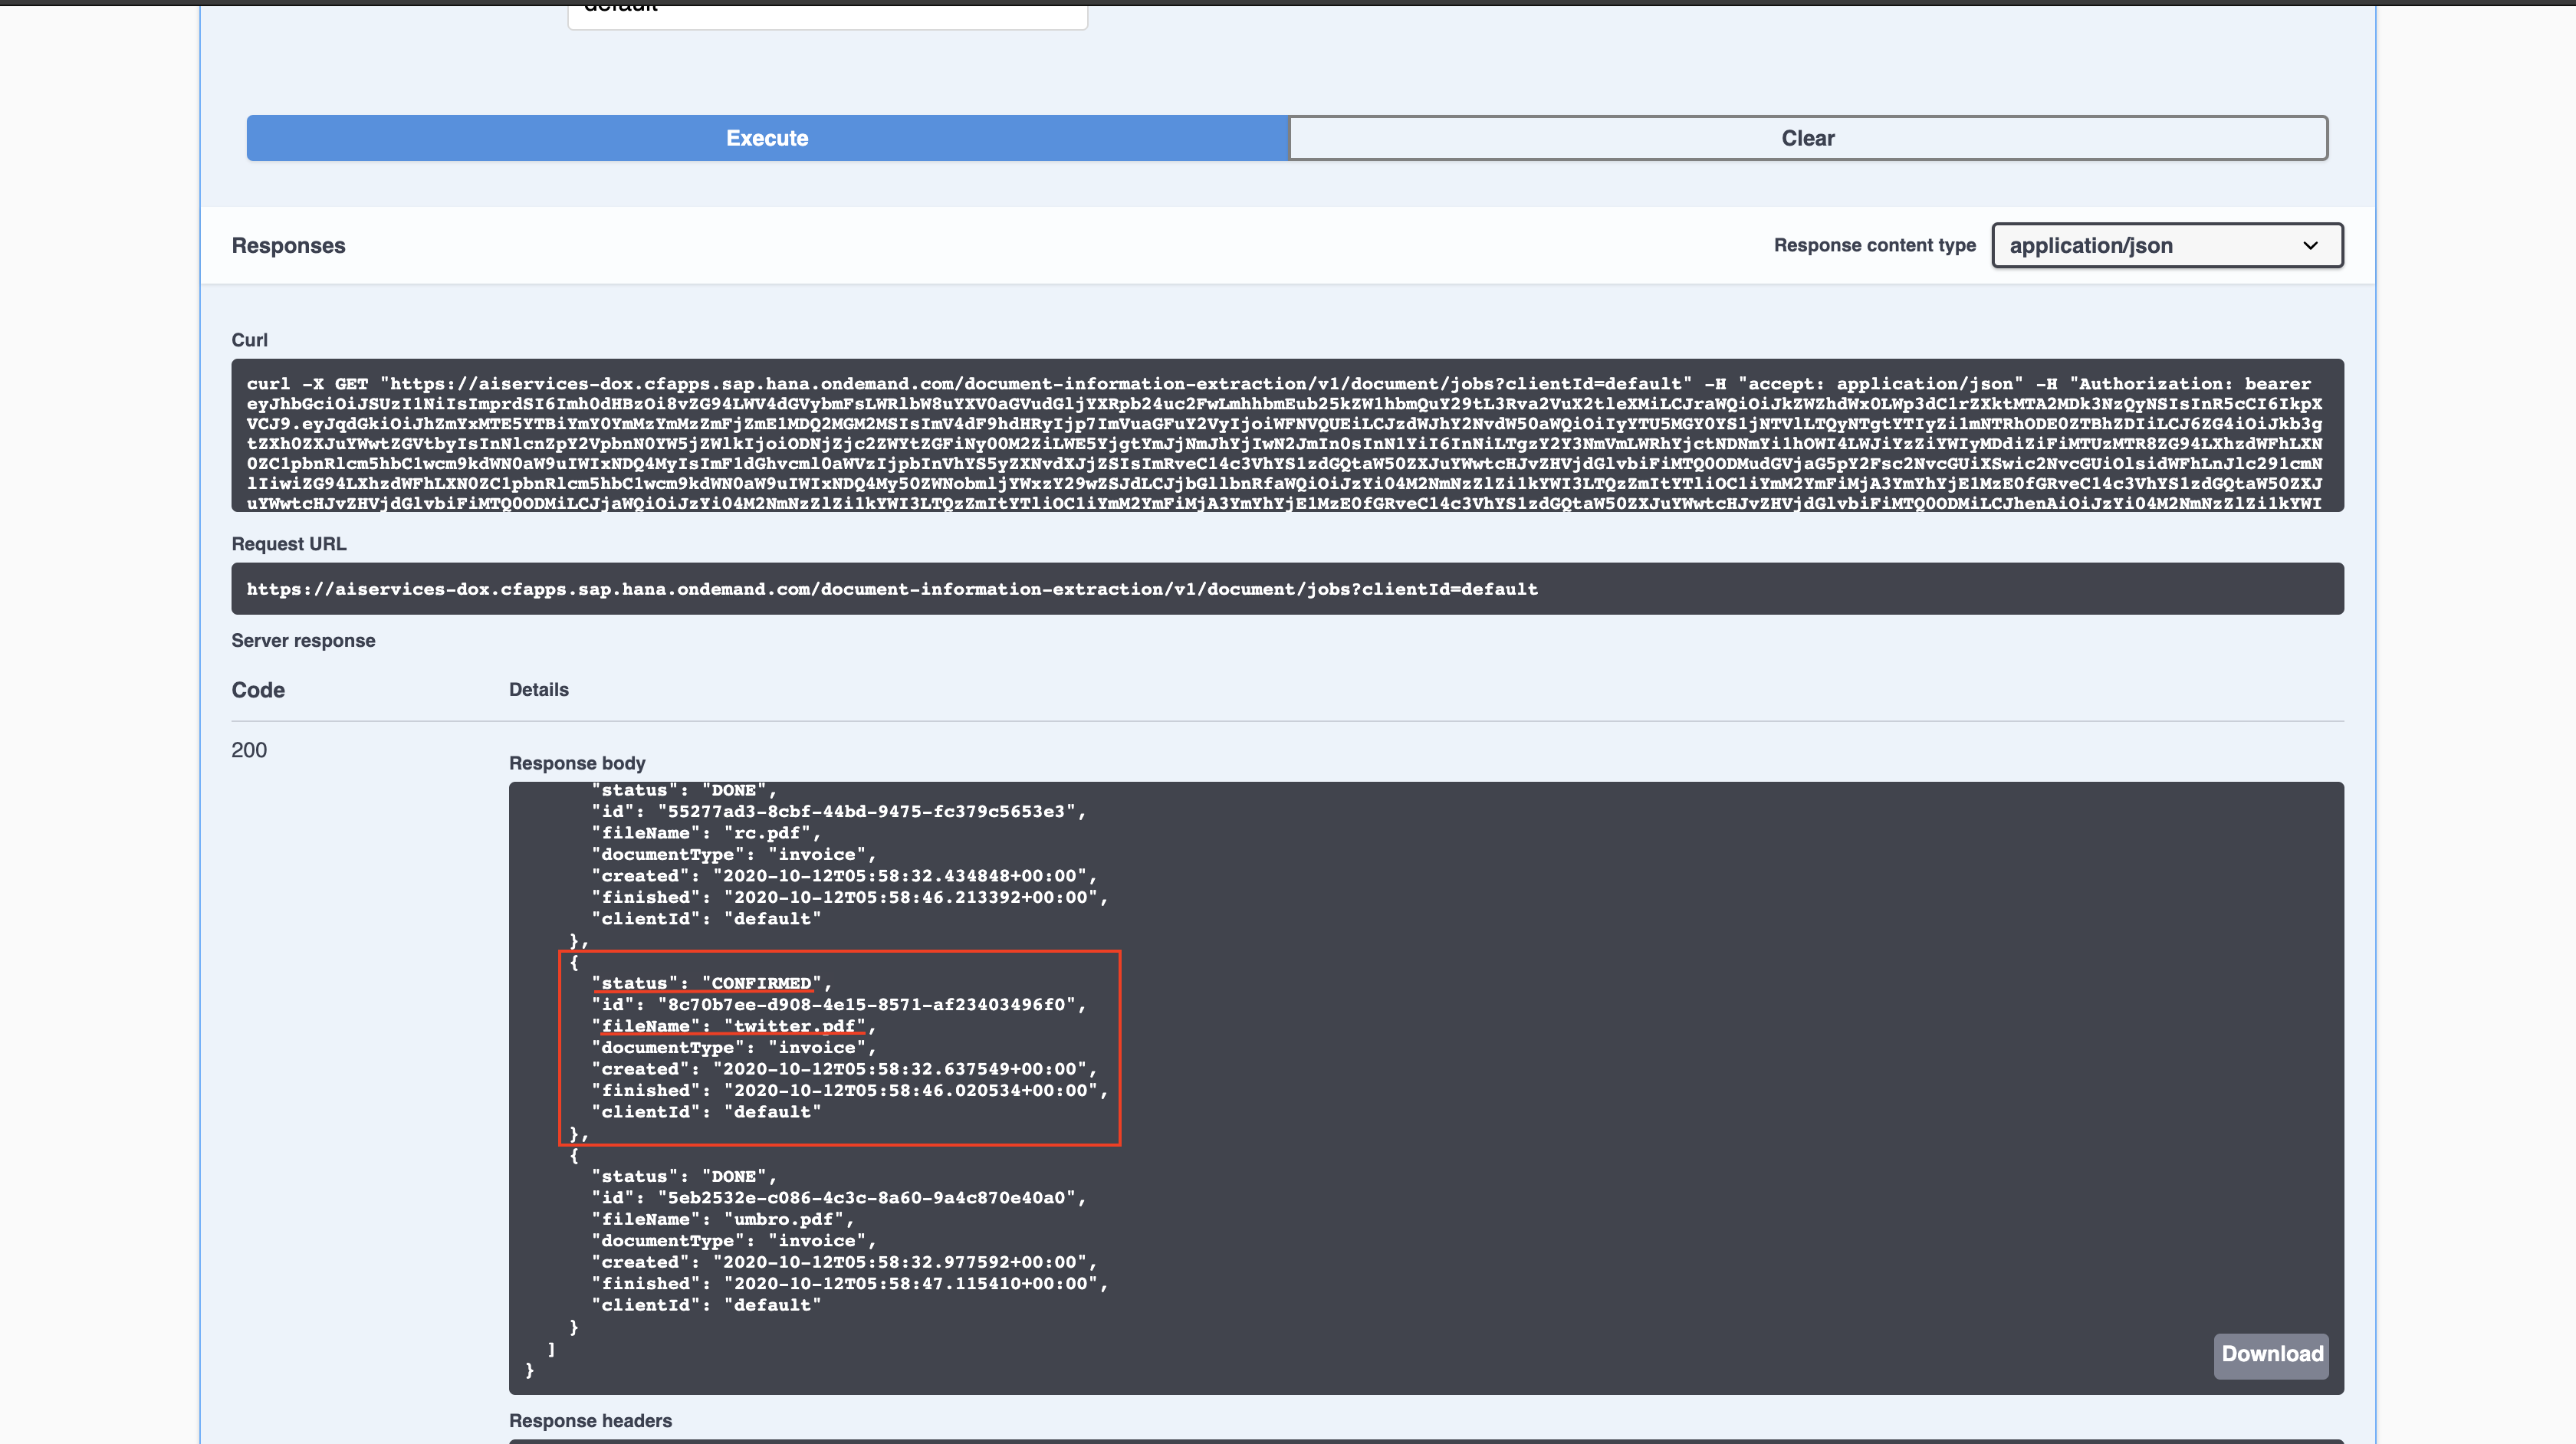 default
Execute
Clear
Responses
Response content type
application/json
Curl
curl -X GET "https://aiservices-dox.cfapps.sap.hana.ondemand.com/document-information-extraction/v1/document/jobs?clientId=default" -H "accept: application/json" -H "Authorization: bearer
Request URL
https://aiservices-dox.cfapps.sap.hana.ondemand.com/document-information-extraction/v1/document/jobs?clientId=default
Server response
Code
Details
200
Response body
"status": "DONE",
"id": "55277ad3-8cbf-44bd-9475-fc379c5653e3",
"fileName": "rc.pdf",
"documentType": "invoice",
"created": "2020-10-12T05:58:32.434848+00:00",
"finished": "2020-10-12T05:58:46.213392+00:00",
"clientId": "default"
},
{
"status": "CONFIRMED",
"id": "8c70b7ee-d908-4e15-8571-af23403496f0",
"fileName": "twitter.pdf",
"documentType": "invoice",
"created": "2020-10-12T05:58:32.637549+00:00",
"finished": "2020-10-12T05:58:46.020534+00:00",
"clientId": "default"
},
{
"status": "DONE",
"id": "5eb2532e-c086-4c3c-8a60-9a4c870e40a0",
"fileName": "umbro.pdf",
"documentType": "invoice",
"created": "2020-10-12T05:58:32.977592+00:00",
"finished": "2020-10-12T05:58:47.115410+00:00",
"clientId": "default"
}
]
}
Download
Response headers